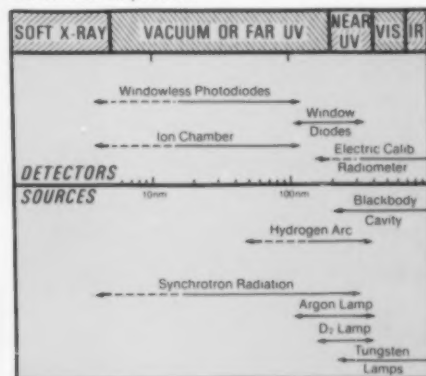 SOFT X-RAY VACUUM OR FAR UV NEAR UV VIS. IR
Windowless Photodiodes
Window
Diodes
Ion Chamber
Electric Calib
Radiometer
DETECTORS
SOURCES
10nm 100nm
Blackbody
Cavity
Hydrogen Arc
Synchrotron Radiation
Argon Lamp
D₂ Lamp
Tungsten
Lamps